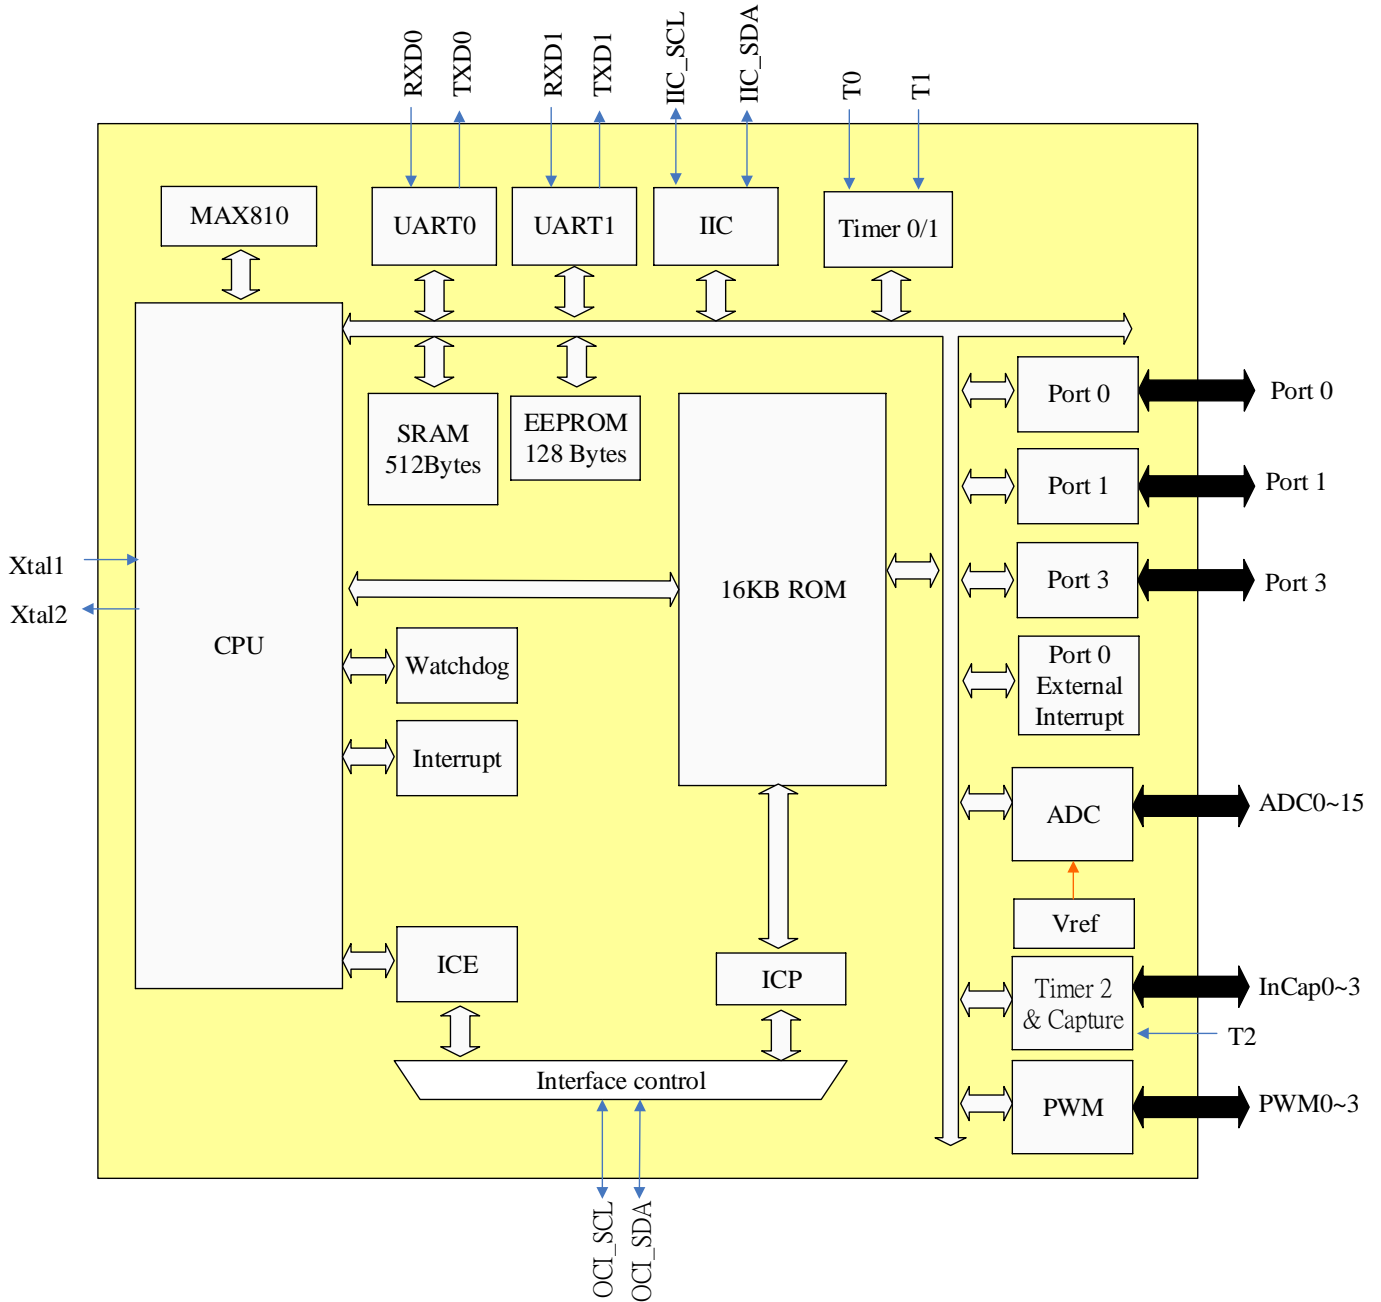 RXD0
TXD0
RXD1
TXD1
IIC_SCL
IIC_SDA
T0
T1
MAX810
UART0
UART1
IIC
Timer 0/1
SRAM
512Bytes
EEPROM
128 Bytes
Port 0
Port 0
Port 1
Port 1
Xtal1
Xtal2
CPU
16KB ROM
Port 3
Port 3
Watchdog
Port 0
External
Interrupt
Interrupt
ADC
ADC0~15
Vref
ICE
ICP
Timer 2
& Capture
InCap0~3
T2
Interface control
PWM
PWM0~3
OCI_SCL
OCI_SDA